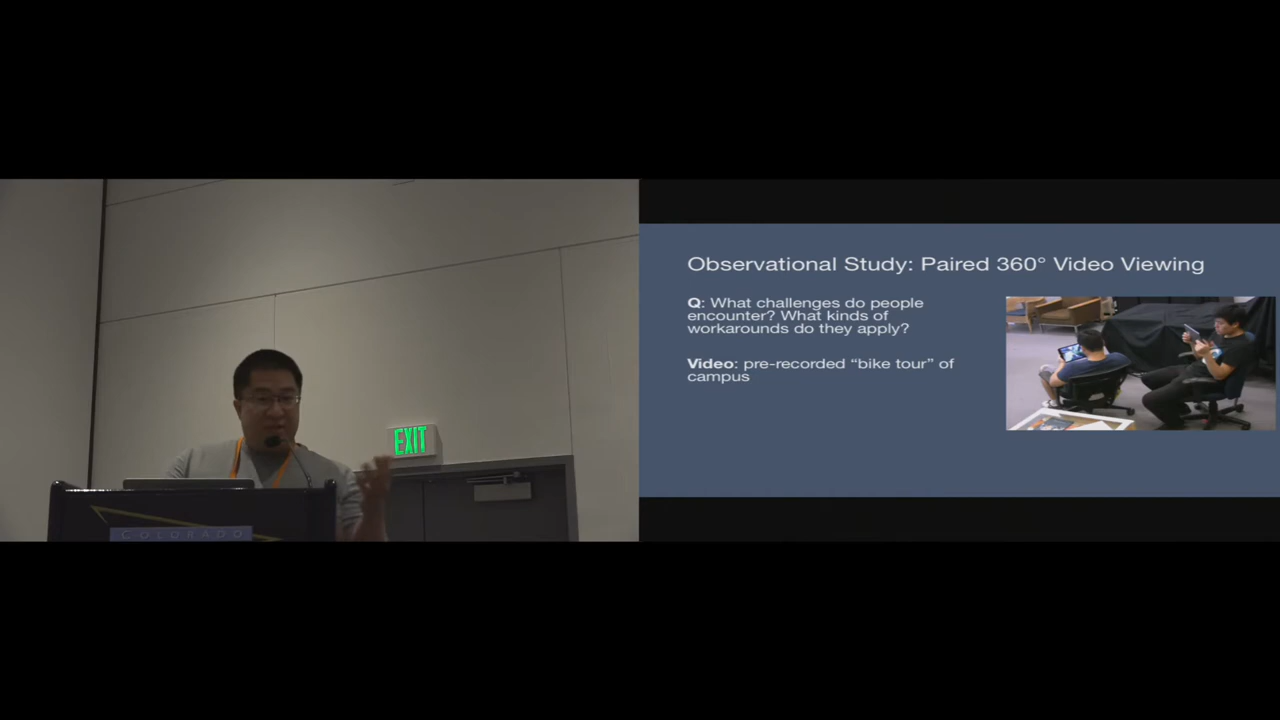 EXIT
COLORADO
Observational Study: Paired 360° Video Viewing
Q: What challenges do people
encounter? What kinds of
workarounds do they apply?
Video: pre-recorded “bike tour” of
campus